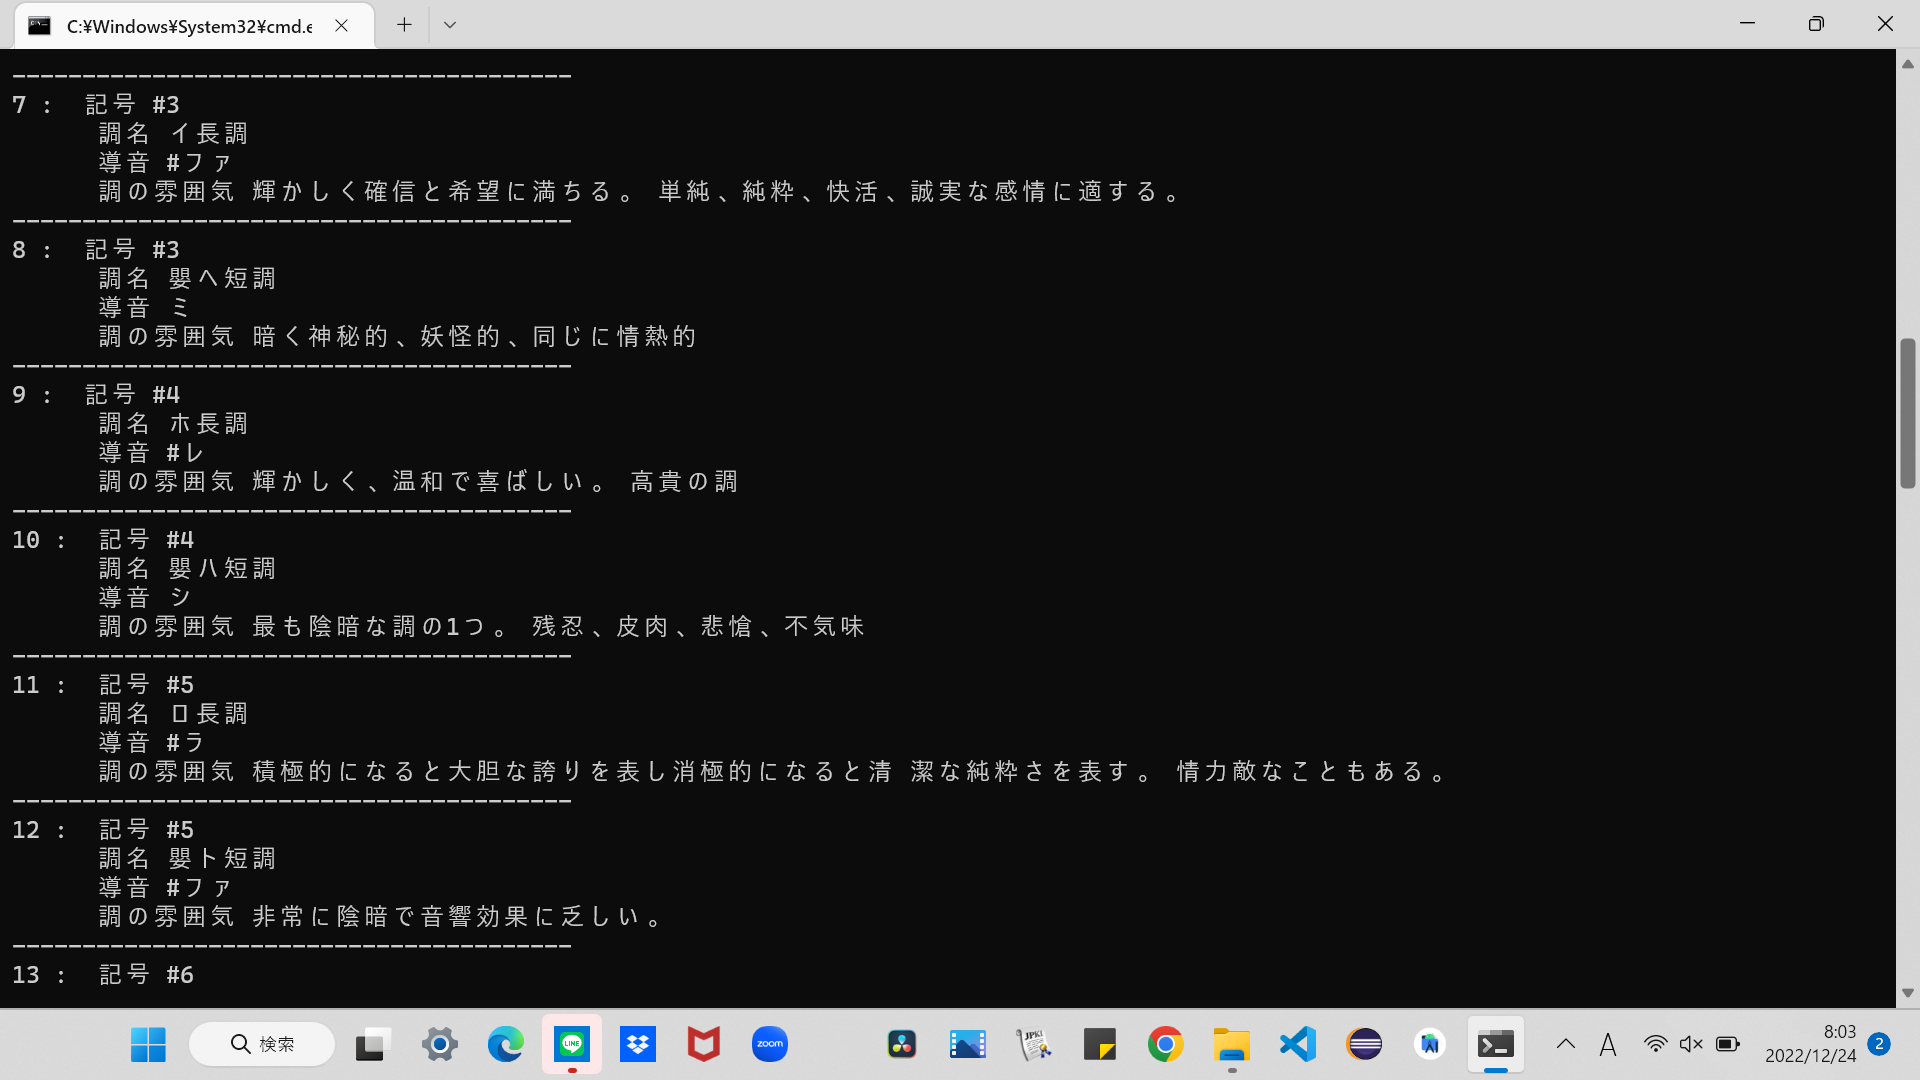 C:¥Windows¥System32¥cmd.e
----------------------------------------
7 : 記号 #3
調名 イ長調
導音 #ファ
調の雰囲気 輝かしく確信と希望に満ちる。 単純、純粋、快活、誠実な感情に適する。
----------------------------------------
8 : 記号 #3
調名 嬰ヘ短調
導音 ミ
調の雰囲気 暗く神秘的、妖怪的、同じに情熱的
----------------------------------------
9 : 記号 #4
調名 ホ長調
導音 #レ
調の雰囲気 輝かしく、温和で喜ばしい。 高貴の調
----------------------------------------
10 : 記号 #4
調名 嬰ハ短調
導音 シ
調の雰囲気 最も陰暗な調の1つ。 残忍、皮肉、悲愴、不気味
----------------------------------------
11 : 記号 #5
調名 ロ長調
導音 #ラ
調の雰囲気 積極的になると大胆な誇りを表し消極的になると清 潔な純粋さを表す。 情力敵なこともある。
----------------------------------------
12 : 記号 #5
調名 嬰ト短調
導音 #ファ
調の雰囲気 非常に陰暗で音響効果に乏しい。
----------------------------------------
13 : 記号 #6
検索
LINE
zoom
JPKI
A
8:03
2022/12/24
2